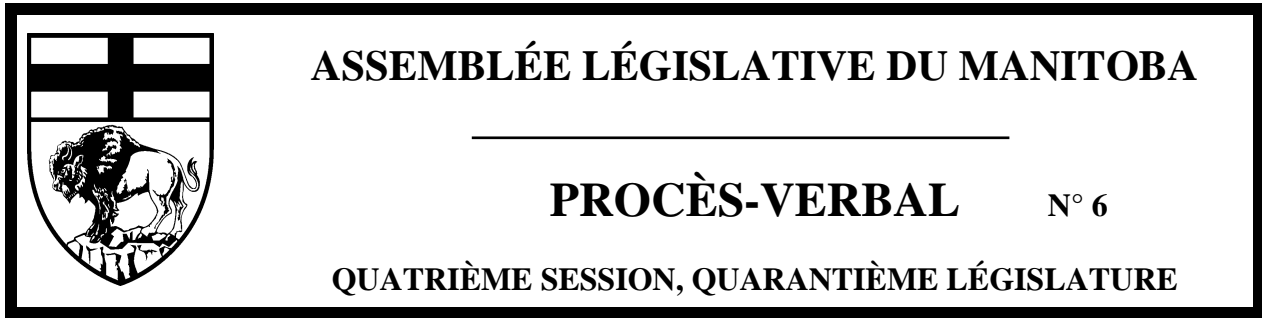 ASSEMBLÉE LÉGISLATIVE DU MANITOBA
PROCÈS-VERBAL N° 6
QUATRIÈME SESSION, QUARANTIÈME LÉGISLATURE